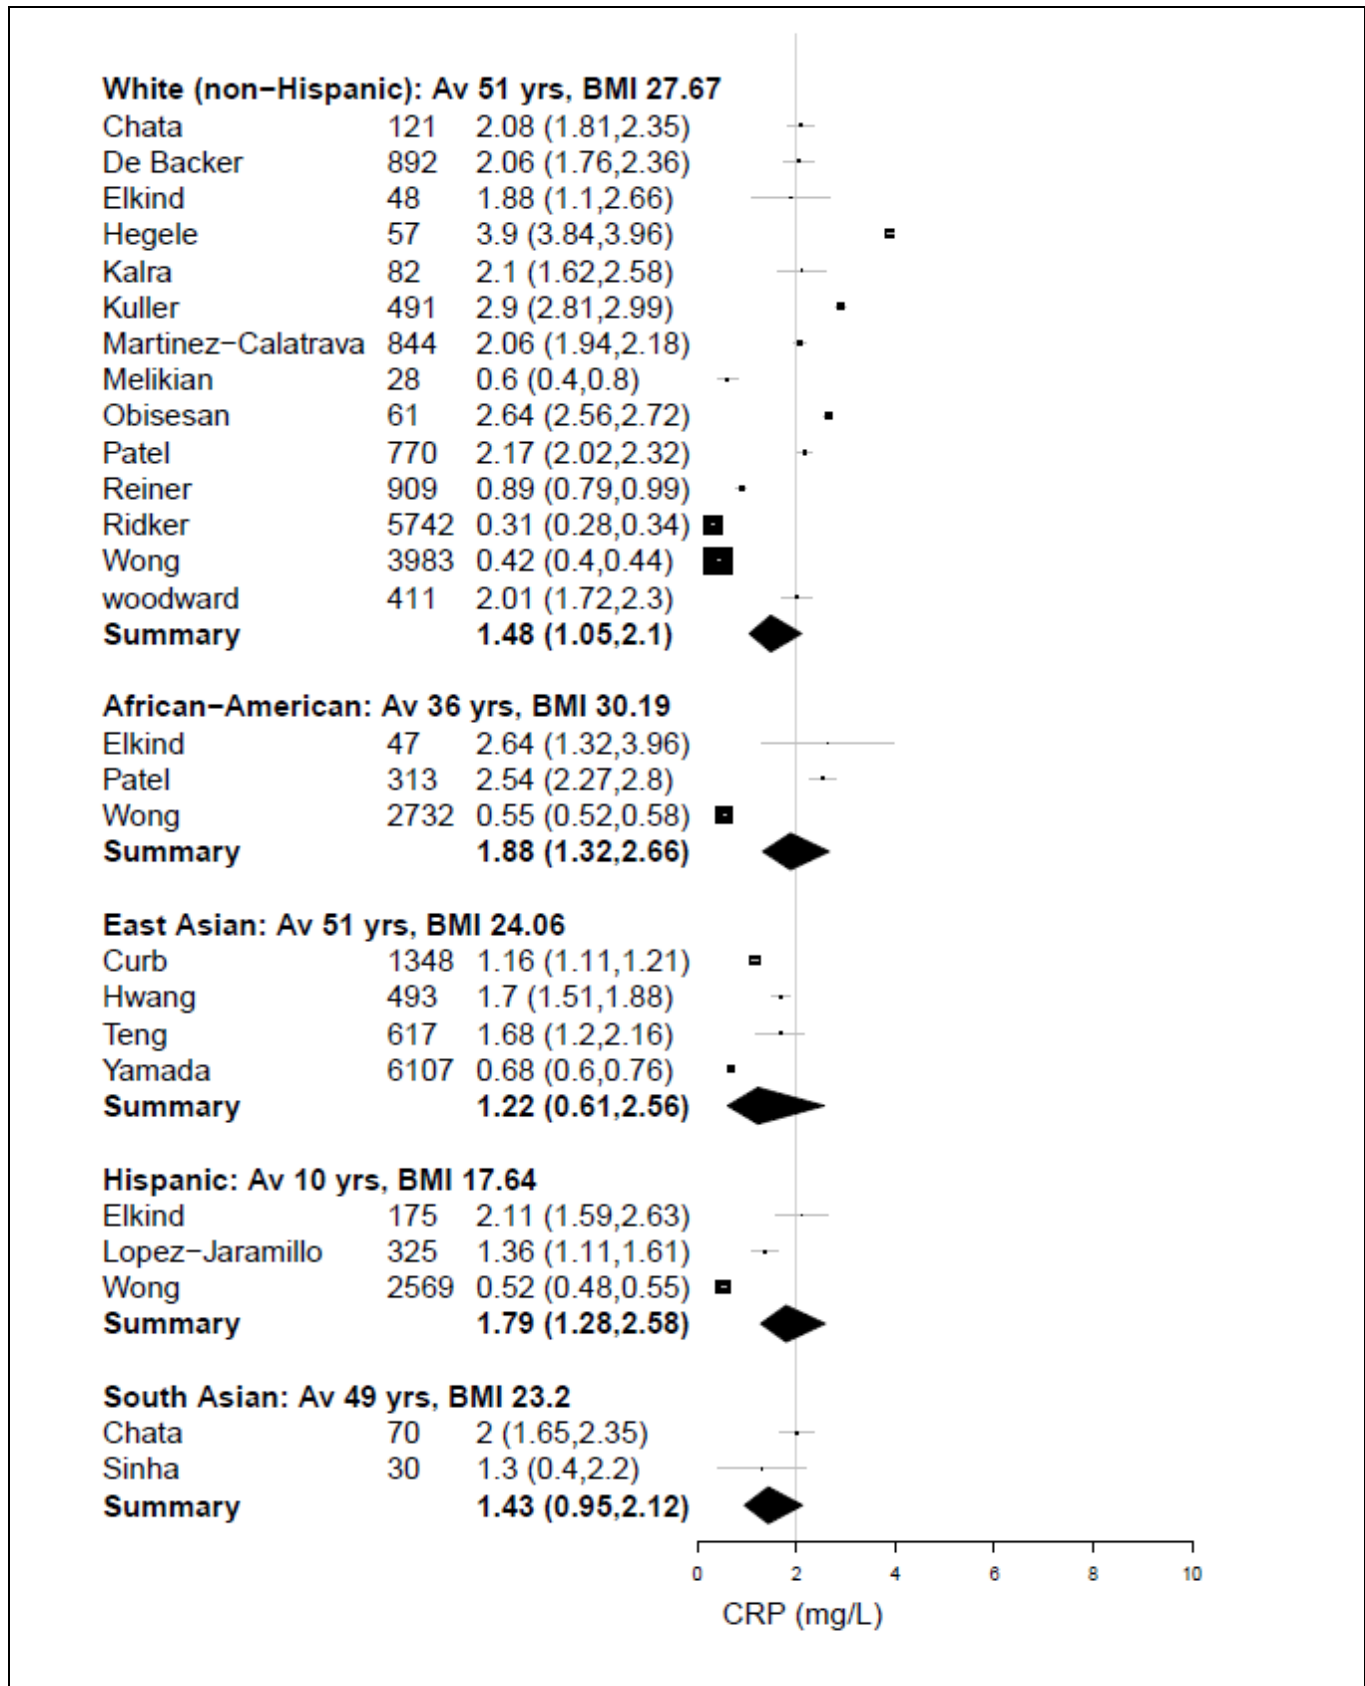 White (non−Hispanic): Av 51 yrs, BMI 27.67
Chata 121 2.08 (1.81,2.35)
De Backer 892 2.06 (1.76,2.36)
Elkind 48 1.88 (1.1,2.66)
Hegele 57 3.9 (3.84,3.96)
Kalra 82 2.1 (1.62,2.58)
Kuller 491 2.9 (2.81,2.99)
Martinez−Calatrava 844 2.06 (1.94,2.18)
Melikian 28 0.6 (0.4,0.8)
Obisesan 61 2.64 (2.56,2.72)
Patel 770 2.17 (2.02,2.32)
Reiner 909 0.89 (0.79,0.99)
Ridker 5742 0.31 (0.28,0.34)
Wong 3983 0.42 (0.4,0.44)
woodward 411 2.01 (1.72,2.3)
Summary 1.48 (1.05,2.1)
African−American: Av 36 yrs, BMI 30.19
Elkind 47 2.64 (1.32,3.96)
Patel 313 2.54 (2.27,2.8)
Wong 2732 0.55 (0.52,0.58)
Summary 1.88 (1.32,2.66)
East Asian: Av 51 yrs, BMI 24.06
Curb 1348 1.16 (1.11,1.21)
Hwang 493 1.7 (1.51,1.88)
Teng 617 1.68 (1.2,2.16)
Yamada 6107 0.68 (0.6,0.76)
Summary 1.22 (0.61,2.56)
Hispanic: Av 10 yrs, BMI 17.64
Elkind 175 2.11 (1.59,2.63)
Lopez−Jaramillo 325 1.36 (1.11,1.61)
Wong 2569 0.52 (0.48,0.55)
Summary 1.79 (1.28,2.58)
South Asian: Av 49 yrs, BMI 23.2
Chata 70 2 (1.65,2.35)
Sinha 30 1.3 (0.4,2.2)
Summary 1.43 (0.95,2.12)
0 2 4 6 8 10
CRP (mg/L)